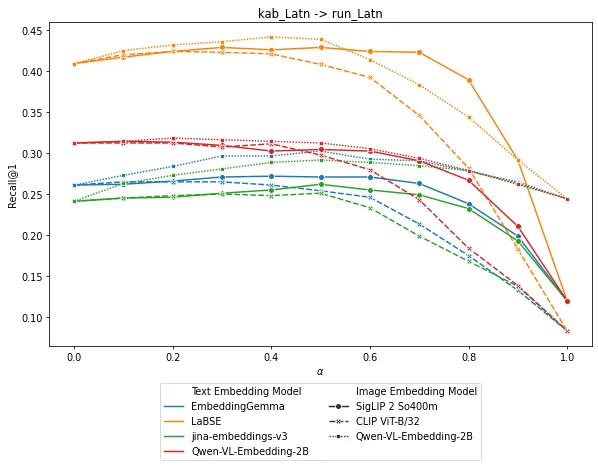 kab_Latn -> run_Latn
Recall@1
0.45
0.40
0.35
0.30
0.25
0.20
0.15
0.10
0.0 0.2 0.4 0.6 0.8 1.0
α
Text Embedding Model
EmbeddingGemma
LaBSE
jina-embeddings-v3
Qwen-VL-Embedding-2B
Image Embedding Model
SigLIP 2 So400m
CLIP ViT-B/32
Qwen-VL-Embedding-2B